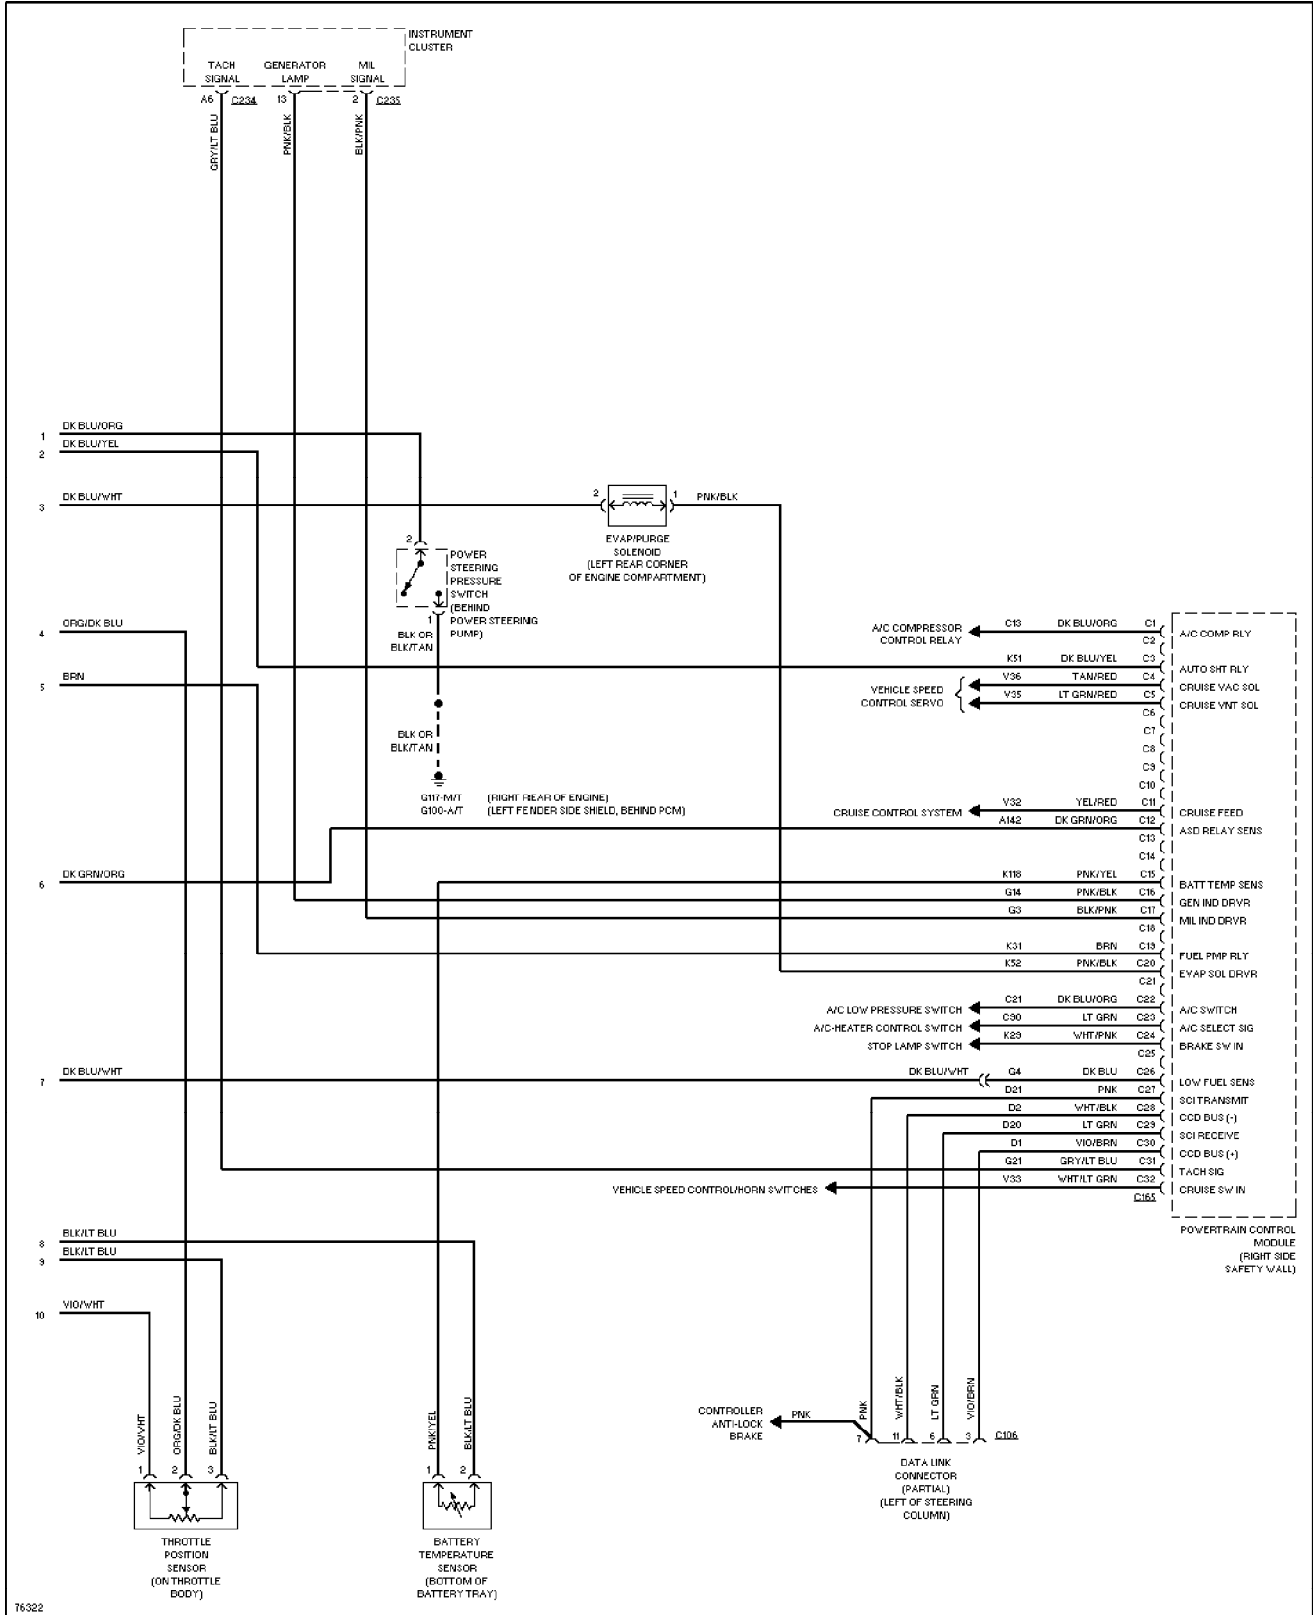 INSTRUMENT
CLUSTER
TACH
SIGNAL
GENERATOR
LAMP
MIL
SIGNAL
A6 C234 13 2 C235
GRY/LT BLU
PNK/BLK
BLK/PNK
1 DK BLU/ORG
2 DK BLU/YEL
3 DK BLU/WHT
2 1 PNK/BLK
EVAP/PURGE
SOLENOID
(LEFT REAR CORNER
OF ENGINE COMPARTMENT)
2
POWER
STEERING
PRESSURE
SWITCH
(BEHIND
POWER STEERING
PUMP)
1
BLK OR
BLK/TAN
BLK OR
BLK/TAN
G117-M/T (RIGHT REAR OF ENGINE)
G100-A/T (LEFT FENDER SIDE SHIELD, BEHIND PCM)
4 ORG/DK BLU
5 BRN
6 DK GRN/ORG
7 DK BLU/WHT
8 BLK/LT BLU
9 BLK/LT BLU
10 VIO/WHT
A/C COMPRESSOR
CONTROL RELAY
C13 DK BLU/ORG C1
A/C COMP RLY
C2
K51 DK BLU/YEL C3
AUTO SHT RLY
VEHICLE SPEED
CONTROL SERVO
V36 TAN/RED C4
CRUISE VAC SOL
V35 LT GRN/RED C5
CRUISE VNT SOL
C6
C7
C8
C9
C10
CRUISE CONTROL SYSTEM
V32 YEL/RED C11
CRUISE FEED
A142 DK GRN/ORG C12
ASD RELAY SENS
C13
C14
K118 PNK/YEL C15
BATT TEMP SENS
G14 PNK/BLK C16
GEN IND DRVR
G3 BLK/PNK C17
MIL IND DRVR
C18
K31 BRN C19
FUEL PMP RLY
K52 PNK/BLK C20
EVAP SOL DRVR
C21
A/C LOW PRESSURE SWITCH
C21 DK BLU/ORG C22
A/C SWITCH
A/C-HEATER CONTROL SWITCH
C90 LT GRN C23
A/C SELECT SIG
STOP LAMP SWITCH
K29 WHT/PNK C24
BRAKE SW IN
C25
DK BLU/WHT G4 DK BLU C26
LOW FUEL SENS
D21 PNK C27
SCI TRANSMIT
D2 WHT/BLK C28
CCD BUS (-)
D20 LT GRN C29
SCI RECEIVE
D1 VIO/BRN C30
CCD BUS (+)
G21 GRY/LT BLU C31
TACH SIG
VEHICLE SPEED CONTROL/HORN SWITCHES
V33 WHT/LT GRN C32
CRUISE SW IN
C165
POWERTRAIN CONTROL
MODULE
(RIGHT SIDE
SAFETY WALL)
VIO/WHT
ORG/DK BLU
BLK/LT BLU
1 2 3
THROTTLE
POSITION
SENSOR
(ON THROTTLE
BODY)
PNK/YEL
BLK/LT BLU
1 2
BATTERY
TEMPERATURE
SENSOR
(BOTTOM OF
BATTERY TRAY)
CONTROLLER
ANTI-LOCK
BRAKE
PNK
PNK
WHT/BLK
LT GRN
VIO/BRN
7 11 6 3 C106
DATA LINK
CONNECTOR
(PARTIAL)
(LEFT OF STEERING
COLUMN)
76322